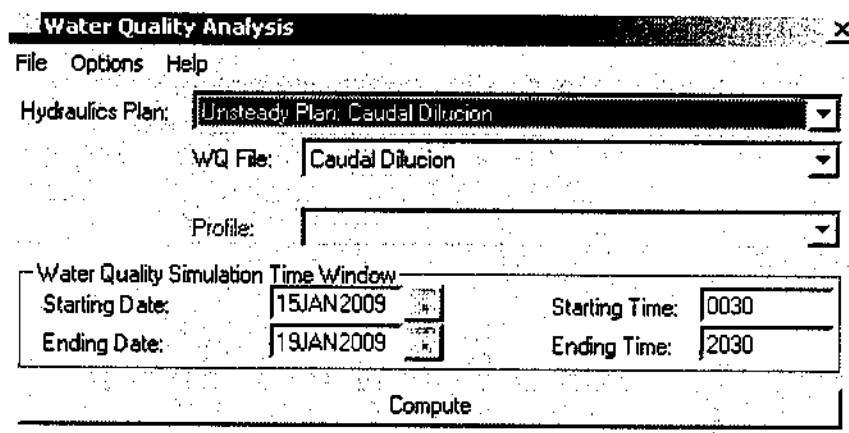 Water Quality Analysis
File Options Help
Hydraulics Plan: Unsteady Plan: Caudal Dilucion
WQ File: Caudal Dilucion
Profile:
Water Quality Simulation Time Window
Starting Date: 15JAN2009 Starting Time: 0030
Ending Date: 19JAN2009 Ending Time: 2030
Compute